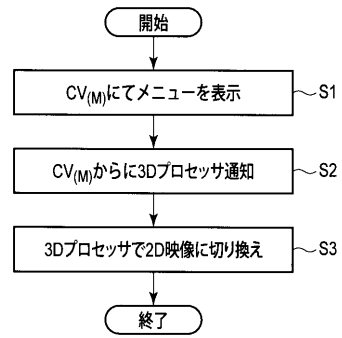 開始
CV(M)にてメニューを表示
S1
CV(M)からに3Dプロセッサ通知
S2
3Dプロセッサで2D映像に切り換え
S3
終了